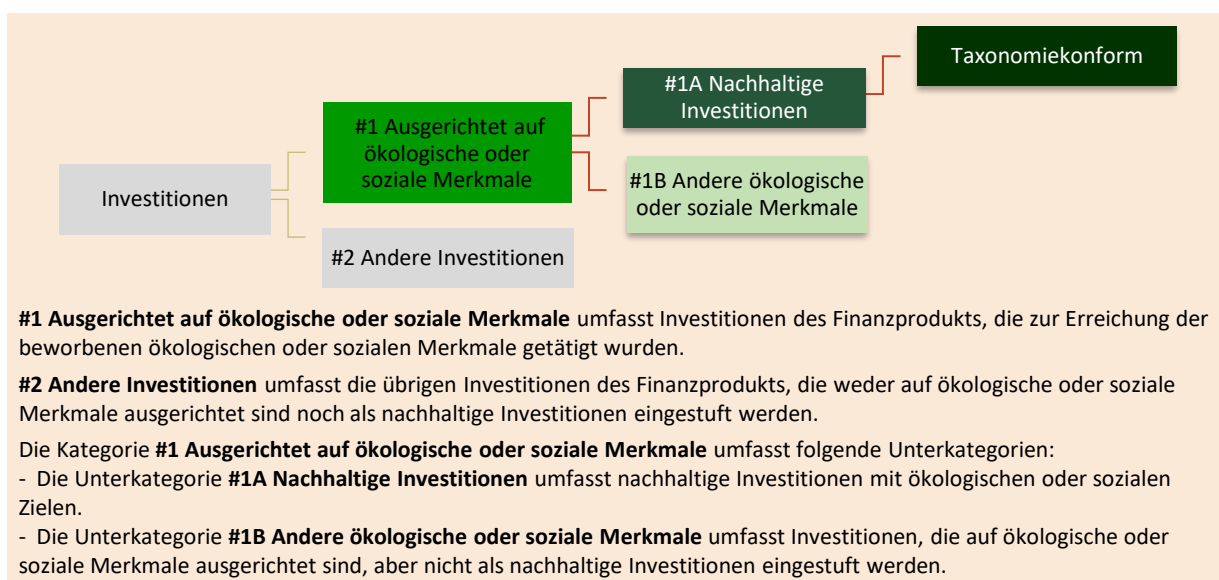 Taxonomiekonform
#1A Nachhaltige
Investitionen
#1 Ausgerichtet auf
ökologische oder
soziale Merkmale
#1B Andere ökologische
oder soziale Merkmale
Investitionen
#2 Andere Investitionen
#1 Ausgerichtet auf ökologische oder soziale Merkmale umfasst Investitionen des Finanzprodukts, die zur Erreichung der
beworbenen ökologischen oder sozialen Merkmale getätigt wurden.
#2 Andere Investitionen umfasst die übrigen Investitionen des Finanzprodukts, die weder auf ökologische oder soziale
Merkmale ausgerichtet sind noch als nachhaltige Investitionen eingestuft werden.
Die Kategorie #1 Ausgerichtet auf ökologische oder soziale Merkmale umfasst folgende Unterkategorien:
- Die Unterkategorie #1A Nachhaltige Investitionen umfasst nachhaltige Investitionen mit ökologischen oder sozialen
Zielen.
- Die Unterkategorie #1B Andere ökologische oder soziale Merkmale umfasst Investitionen, die auf ökologische oder
soziale Merkmale ausgerichtet sind, aber nicht als nachhaltige Investitionen eingestuft werden.